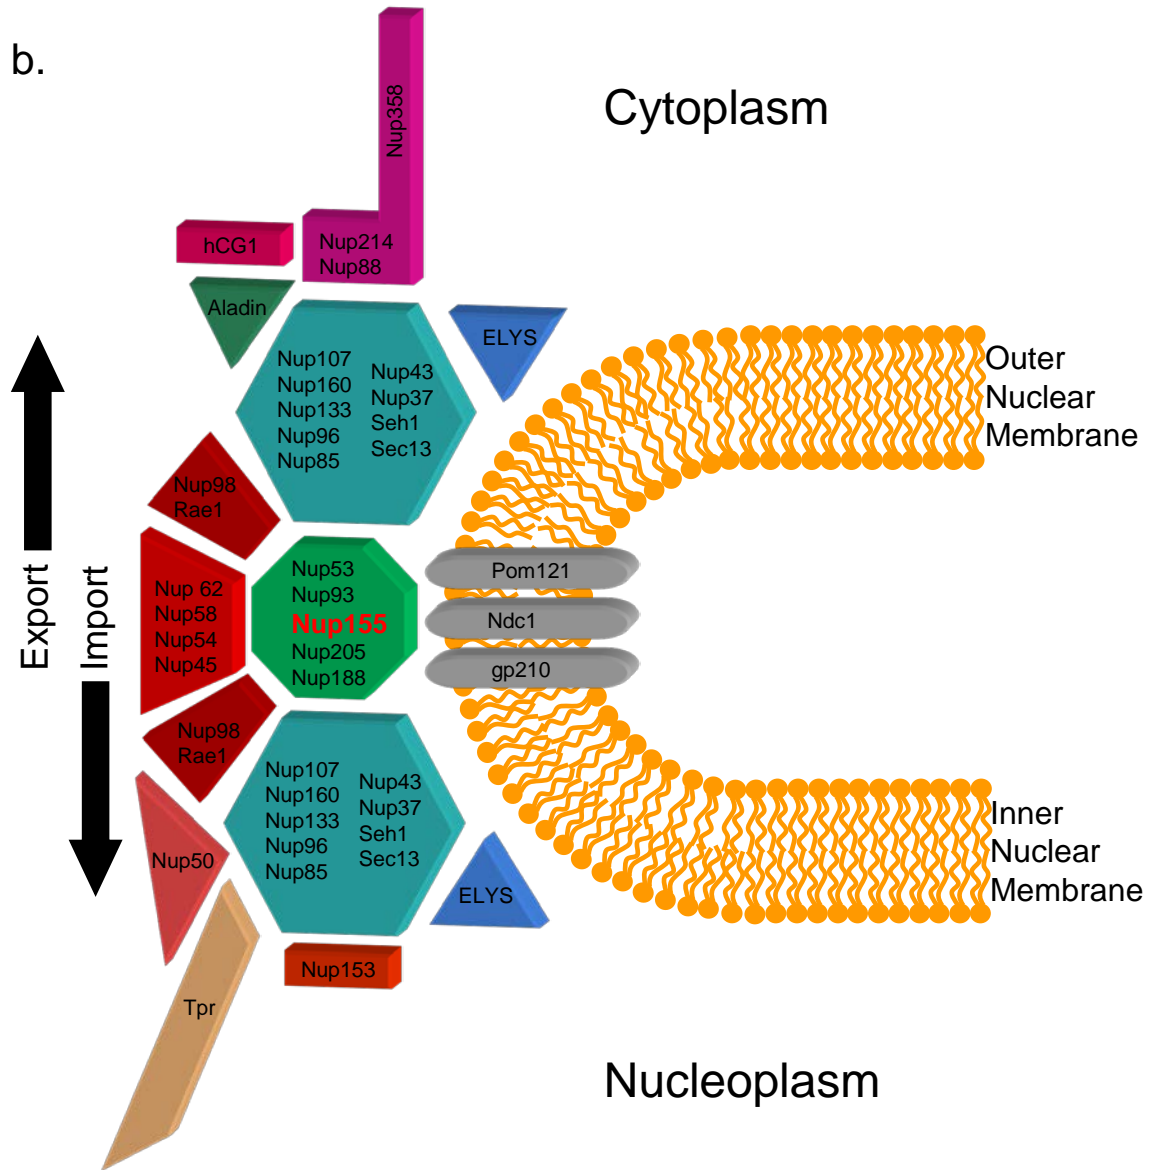 b.
Cytoplasm
Nup358
hCG1
Nup214
Nup88
Aladin
ELYS
Nup107
Nup160
Nup133
Nup96
Nup85
Nup43
Nup37
Seh1
Sec13
Outer
Nuclear
Membrane
Nup98
Rae1
Export
Import
Nup 62
Nup58
Nup54
Nup45
Nup53
Nup93
Nup155
Nup205
Nup188
Pom121
Ndc1
gp210
Nup98
Rae1
Nup107
Nup160
Nup133
Nup96
Nup85
Nup43
Nup37
Seh1
Sec13
Inner
Nuclear
Membrane
Nup50
ELYS
Nup153
Tpr
Nucleoplasm